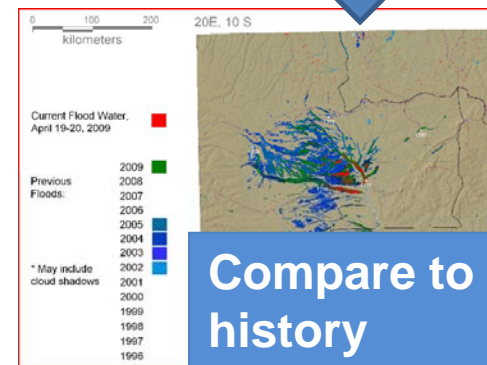 0 100 200
kilometers
20E, 10 S
Current Flood Water,
April 19-20, 2009
Previous
Floods:
2009
2008
2007
2006
2005
2004
2003
2002
2001
2000
1999
1998
1997
1996
* May include
cloud shadows
Compare to
history